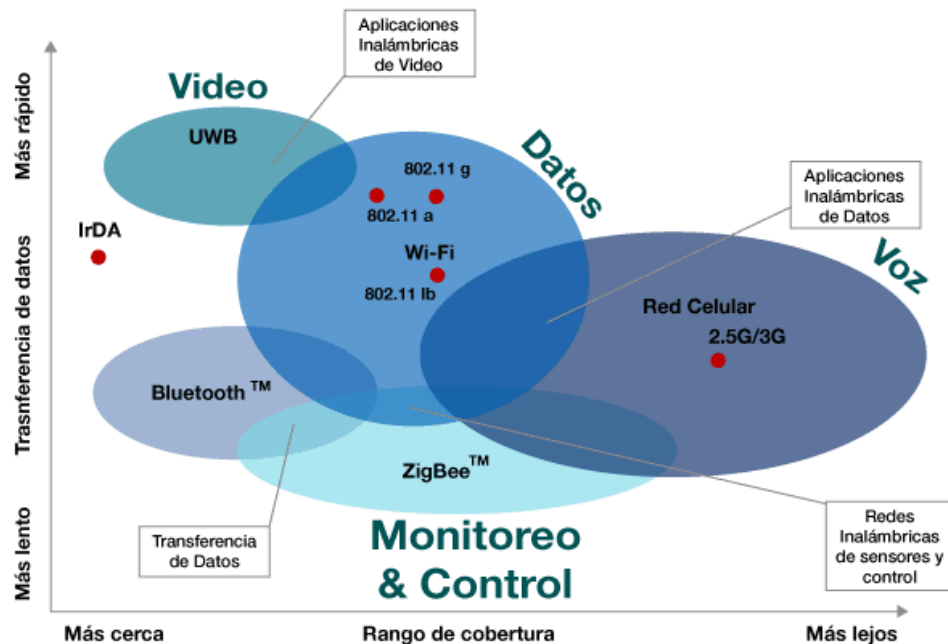 Aplicaciones
Inalámbricas
de Video
Video
UWB
Más rápido
802.11 g
Datos
802.11 a
Aplicaciones
Inalámbricas
de Datos
IrDA
Wi-Fi
802.11 lb
Voz
Red Celular
2.5G/3G
Trasnferencia de datos
Bluetooth TM
ZigBee TM
Transferencia
de Datos
Monitoreo
& Control
Redes
Inalámbricas
de sensores y
control
Más lento
Más cerca
Rango de cobertura
Más lejos